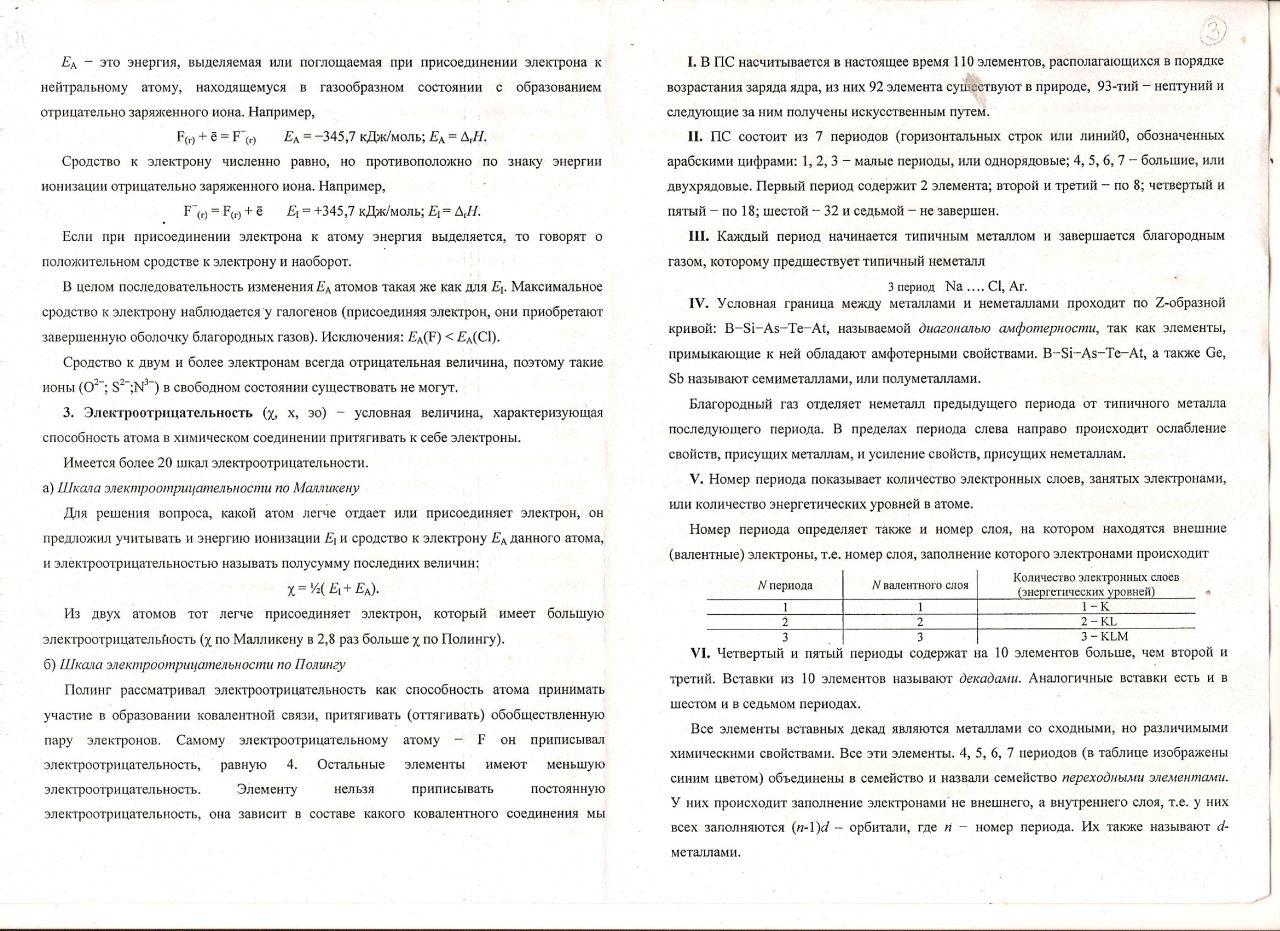 E_A − это энергия, выделяемая или поглощаемая при присоединении электрона к
нейтральному атому, находящемуся в газообразном состоянии с образованием
отрицательно заряженного иона. Например,
F(г) + ē = F⁻(г) E_A = −345,7 кДж/моль; E_A = Δ_rH.
Сродство к электрону численно равно, но противоположно по знаку энергии
ионизации отрицательно заряженного иона. Например,
F⁻(г) = F(г) + ē E_I = +345,7 кДж/моль; E_I = Δ_rH.
Если при присоединении электрона к атому энергия выделяется, то говорят о
положительном сродстве к электрону и наоборот.
В целом последовательность изменения E_A атомов такая же как для E_I. Максимальное
сродство к электрону наблюдается у галогенов (присоединяя электрон, они приобретают
завершенную оболочку благородных газов). Исключения: E_A(F) < E_A(Cl).
Сродство к двум и более электронам всегда отрицательная величина, поэтому такие
ионы (O²⁻; S²⁻;N³⁻) в свободном состоянии существовать не могут.
3. Электроотрицательность (χ, x, эо) − условная величина, характеризующая
способность атома в химическом соединении притягивать к себе электроны.
Имеется более 20 шкал электроотрицательности.
а) Шкала электроотрицательности по Малликену
Для решения вопроса, какой атом легче отдает или присоединяет электрон, он
предложил учитывать и энергию ионизации E_I и сродство к электрону E_A данного атома,
и электроотрицательностью называть полусумму последних величин:
χ = ½( E_I + E_A).
Из двух атомов тот легче присоединяет электрон, который имеет большую
электроотрицательность (χ по Малликену в 2,8 раз больше χ по Полингу).
б) Шкала электроотрицательности по Полингу
Полинг рассматривал электроотрицательность как способность атома принимать
участие в образовании ковалентной связи, притягивать (оттягивать) обобществленную
пару электронов. Самому электроотрицательному атому − F он приписывал
электроотрицательность, равную 4. Остальные элементы имеют меньшую
электроотрицательность. Элементу нельзя приписывать постоянную
электроотрицательность, она зависит в составе какого ковалентного соединения мы
3
I. В ПС насчитывается в настоящее время 110 элементов, располагающихся в порядке
возрастания заряда ядра, из них 92 элемента существуют в природе, 93-тий − нептуний и
следующие за ним получены искусственным путем.
II. ПС состоит из 7 периодов (горизонтальных строк или линий0, обозначенных
арабскими цифрами: 1, 2, 3 − малые периоды, или однорядовые; 4, 5, 6, 7 − большие, или
двухрядовые. Первый период содержит 2 элемента; второй и третий − по 8; четвертый и
пятый − по 18; шестой − 32 и седьмой − не завершен.
III. Каждый период начинается типичным металлом и завершается благородным
газом, которому предшествует типичный неметалл
3 период Na …. Cl, Ar.
IV. Условная граница между металлами и неметаллами проходит по Z-образной
кривой: B−Si−As−Te−At, называемой диагональю амфотерности, так как элементы,
примыкающие к ней обладают амфотерными свойствами. B−Si−As−Te−At, а также Ge,
Sb называют семиметаллами, или полуметаллами.
Благородный газ отделяет неметалл предыдущего периода от типичного металла
последующего периода. В пределах периода слева направо происходит ослабление
свойств, присущих металлам, и усиление свойств, присущих неметаллам.
V. Номер периода показывает количество электронных слоев, занятых электронами,
или количество энергетических уровней в атоме.
Номер периода определяет также и номер слоя, на котором находятся внешние
(валентные) электроны, т.е. номер слоя, заполнение которого электронами происходит
N периода N валентного слоя Количество электронных слоев
(энергетических уровней)
1 1 1 − K
2 2 2 − KL
3 3 3 − KLM
VI. Четвертый и пятый периоды содержат на 10 элементов больше, чем второй и
третий. Вставки из 10 элементов называют декадами. Аналогичные вставки есть и в
шестом и в седьмом периодах.
Все элементы вставных декад являются металлами со сходными, но различимыми
химическими свойствами. Все эти элементы. 4, 5, 6, 7 периодов (в таблице изображены
синим цветом) объединены в семейство и назвали семейство переходными элементами.
У них происходит заполнение электронами не внешнего, а внутреннего слоя, т.е. у них
всех заполняются (n-1)d − орбитали, где n − номер периода. Их также называют d-
металлами.